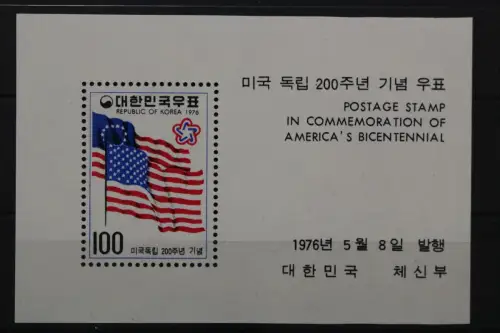 대한민국우표
REPUBLIC OF KOREA 1976
100
미국독립 200주년 기념
미국 독립 200주년 기념 우표
POSTAGE STAMP
IN COMMEMORATION OF
AMERICA'S BICENTENNIAL
1976년 5월 8일 발행
대한민국 체신부